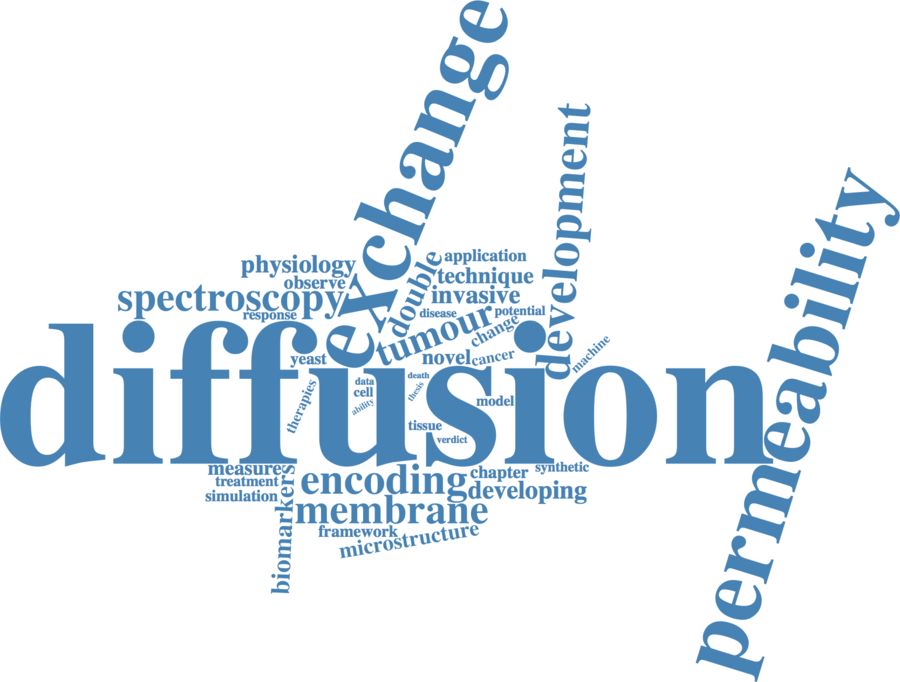 exchange
development
permeability
application
physiology
double
technique
observe
spectroscopy
invasive
response
disease
potential
tumour
change
diffusion
yeast
novel
cancer
machine
death
data
cell
thesis
ability
therapies
model
tissue
verdict
measure
treatment
simulation
biomarkers
encoding
chapter
synthetic
developing
membrane
framework
microstructure